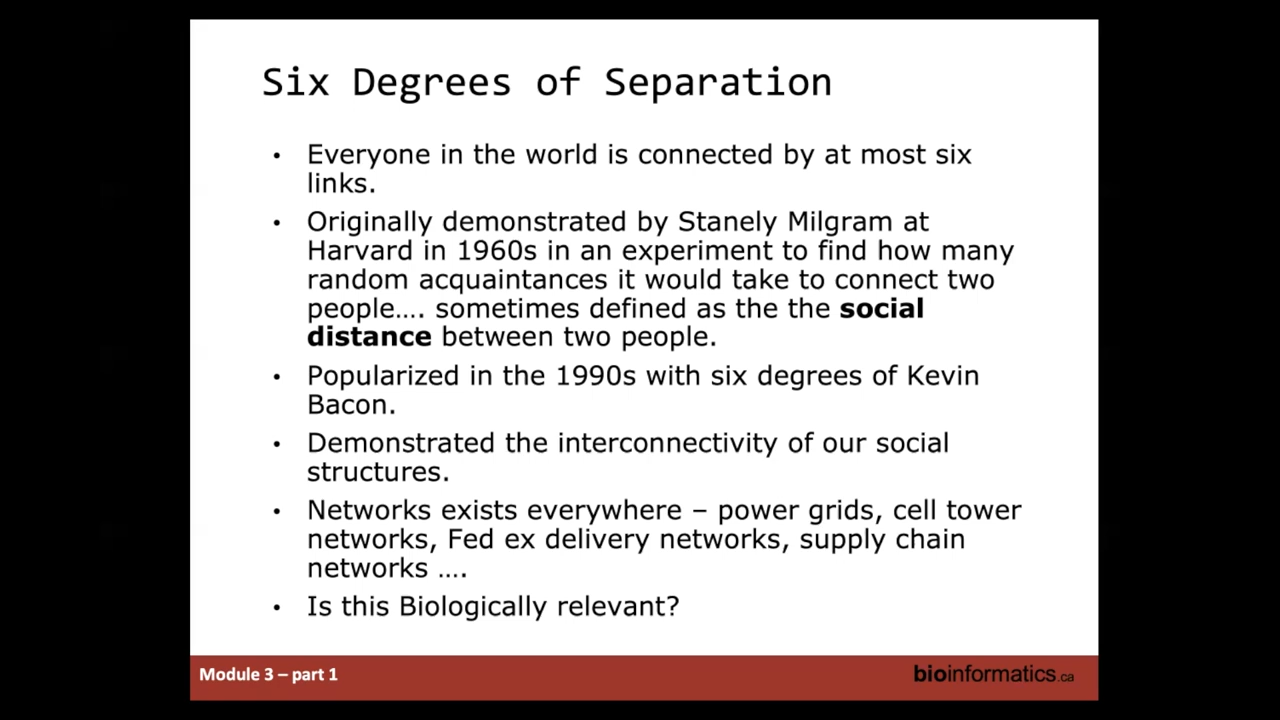 Six Degrees of Separation
• Everyone in the world is connected by at most six
links.
• Originally demonstrated by Stanely Milgram at
Harvard in 1960s in an experiment to find how many
random acquaintances it would take to connect two
people…. sometimes defined as the the social
distance between two people.
• Popularized in the 1990s with six degrees of Kevin
Bacon.
• Demonstrated the interconnectivity of our social
structures.
• Networks exists everywhere – power grids, cell tower
networks, Fed ex delivery networks, supply chain
networks ….
• Is this Biologically relevant?
Module 3 – part 1
bioinformatics.ca